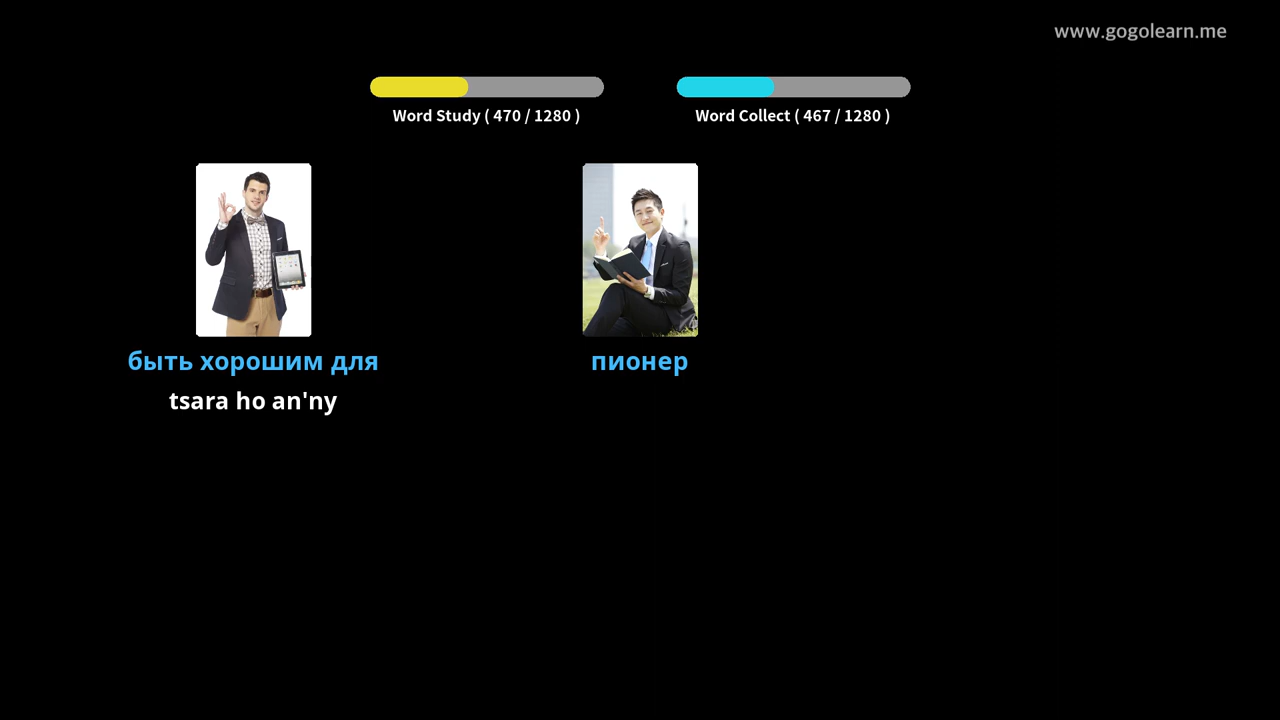 www.gogolearn.me
Word Study ( 470 / 1280 )
Word Collect ( 467 / 1280 )
быть хорошим для
tsara ho an'ny
пионер